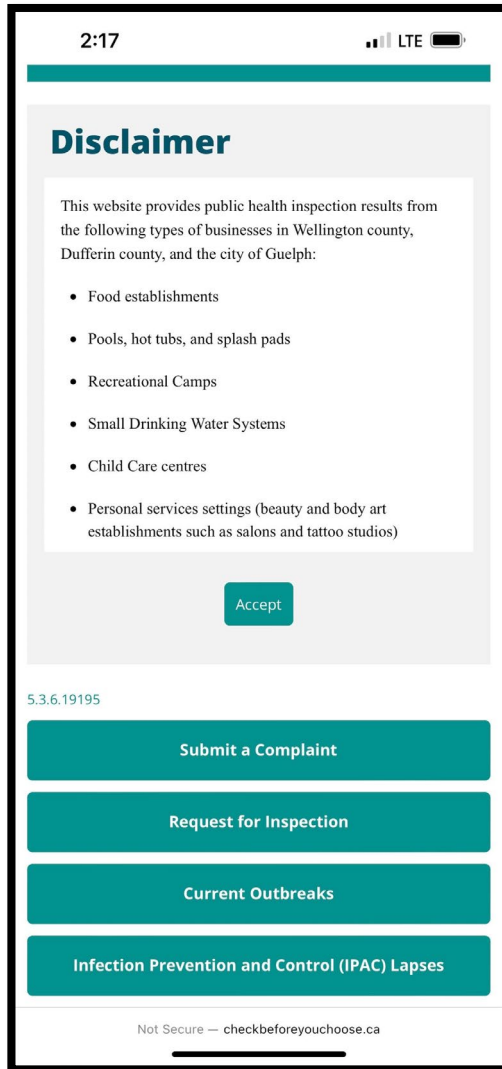 2:17
LTE
Disclaimer
This website provides public health inspection results from
the following types of businesses in Wellington county,
Dufferin county, and the city of Guelph:
• Food establishments
• Pools, hot tubs, and splash pads
• Recreational Camps
• Small Drinking Water Systems
• Child Care centres
• Personal services settings (beauty and body art
establishments such as salons and tattoo studios)
Accept
5.3.6.19195
Submit a Complaint
Request for Inspection
Current Outbreaks
Infection Prevention and Control (IPAC) Lapses
Not Secure — checkbeforeyouchoose.ca